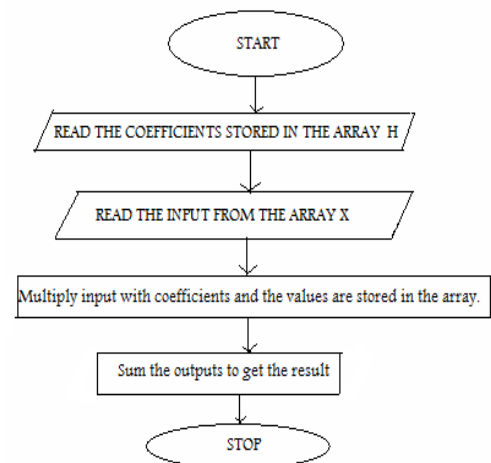 START
READ THE COEFFICIENTS STORED IN THE ARRAY H
READ THE INPUT FROM THE ARRAY X
Multiply input with coefficients and the values are stored in the array.
Sum the outputs to get the result
STOP